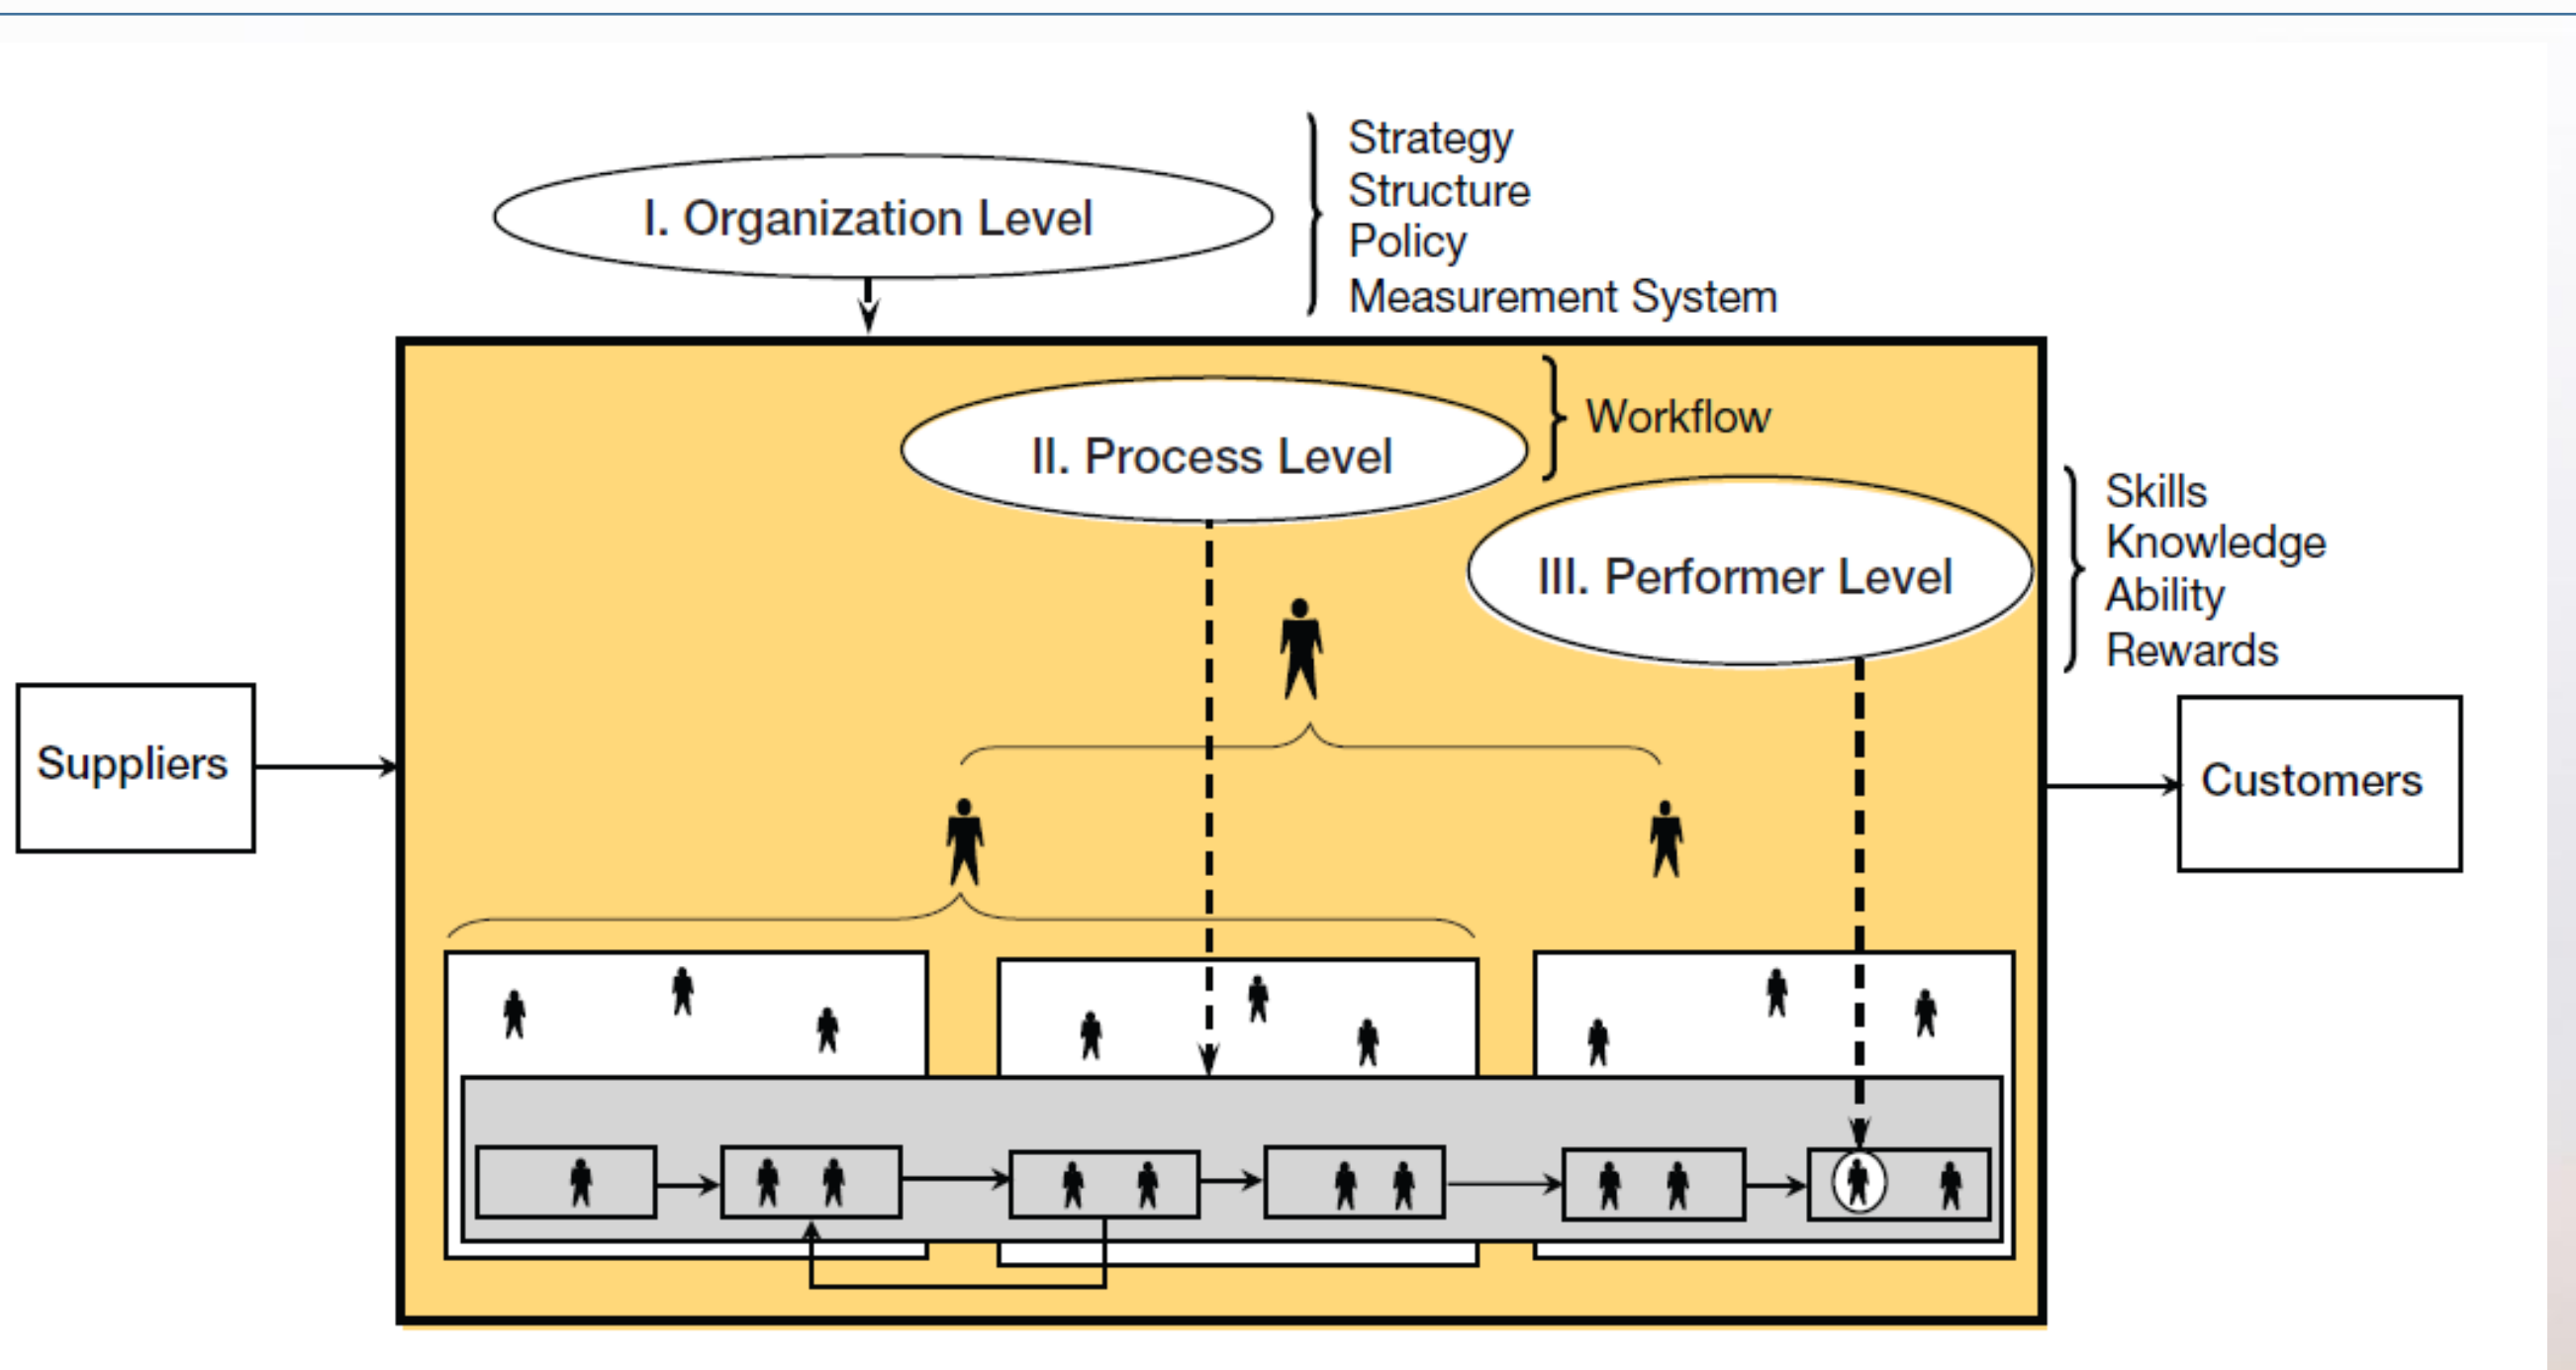 I. Organization Level
Strategy
Structure
Policy
Measurement System
II. Process Level
Workflow
III. Performer Level
Skills
Knowledge
Ability
Rewards
Suppliers
Customers